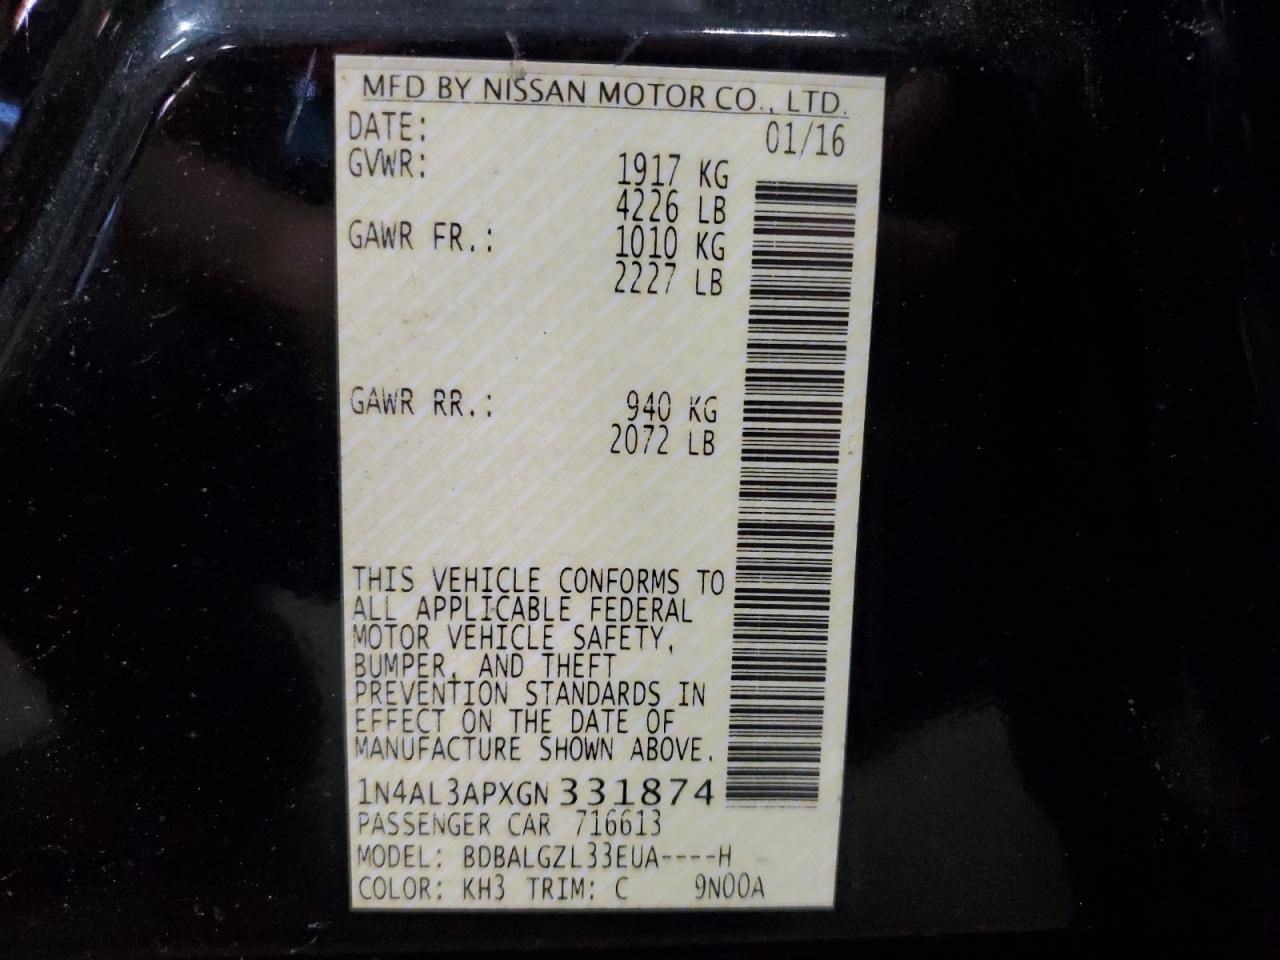 MFD BY NISSAN MOTOR CO., LTD.
DATE: 01/16
GVWR: 1917 KG
4226 LB
GAWR FR.: 1010 KG
2227 LB
GAWR RR.: 940 KG
2072 LB
THIS VEHICLE CONFORMS TO
ALL APPLICABLE FEDERAL
MOTOR VEHICLE SAFETY,
BUMPER, AND THEFT
PREVENTION STANDARDS IN
EFFECT ON THE DATE OF
MANUFACTURE SHOWN ABOVE.
1N4AL3APXGN331874
PASSENGER CAR 716613
MODEL: BDBALGZL33EUA----H
COLOR: KH3 TRIM: C 9N00A